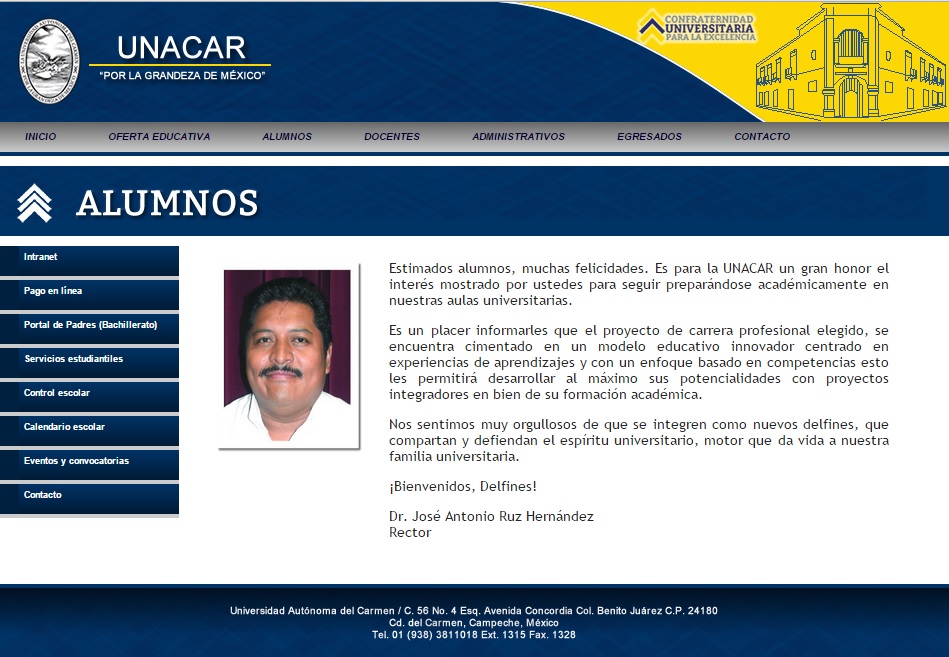 UNACAR
"POR LA GRANDEZA DE MÉXICO"
CONFRATERNIDAD
UNIVERSITARIA
PARA LA EXCELENCIA
INICIO
OFERTA EDUCATIVA
ALUMNOS
DOCENTES
ADMINISTRATIVOS
EGRESADOS
CONTACTO
ALUMNOS
Intranet
Pago en línea
Portal de Padres (Bachillerato)
Servicios estudiantiles
Control escolar
Calendario escolar
Eventos y convocatorias
Contacto
Estimados alumnos, muchas felicidades. Es para la UNACAR un gran honor el
interés mostrado por ustedes para seguir preparándose académicamente en
nuestras aulas universitarias.
Es un placer informarles que el proyecto de carrera profesional elegido, se
encuentra cimentado en un modelo educativo innovador centrado en
experiencias de aprendizajes y con un enfoque basado en competencias esto
les permitirá desarrollar al máximo sus potencialidades con proyectos
integradores en bien de su formación académica.
Nos sentimos muy orgullosos de que se integren como nuevos delfines, que
compartan y defiendan el espíritu universitario, motor que da vida a nuestra
familia universitaria.
¡Bienvenidos, Delfines!
Dr. José Antonio Ruz Hernández
Rector
Universidad Autónoma del Carmen / C. 56 No. 4 Esq. Avenida Concordia Col. Benito Juárez C.P. 24180
Cd. del Carmen, Campeche, México
Tel. 01 (938) 3811018 Ext. 1315 Fax. 1328